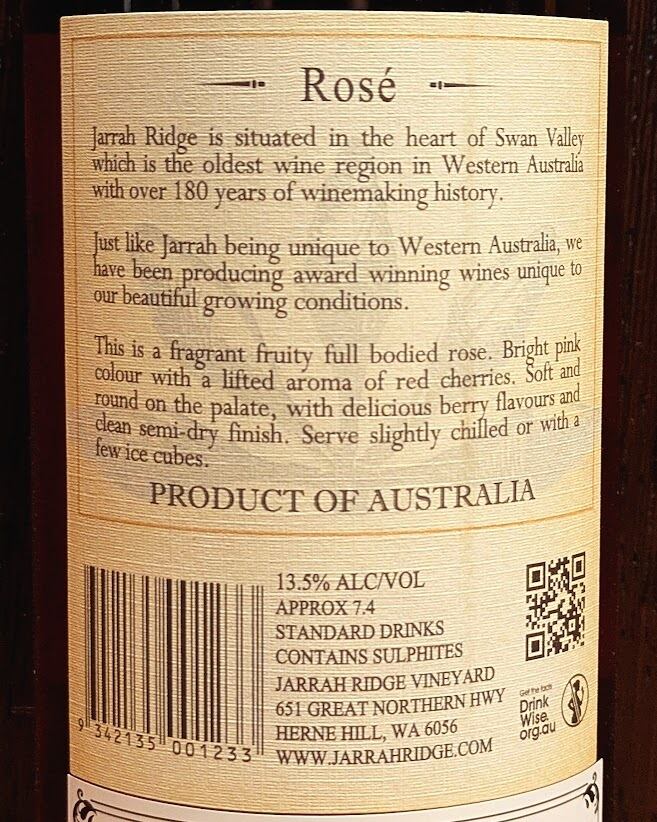 Rosé
Jarrah Ridge is situated in the heart of Swan Valley
which is the oldest wine region in Western Australia
with over 180 years of winemaking history.
Just like Jarrah being unique to Western Australia, we
have been producing award winning wines unique to
our beautiful growing conditions.
This is a fragrant fruity full bodied rose. Bright pink
colour with a lifted aroma of red cherries. Soft and
round on the palate, with delicious berry flavours and
clean semi-dry finish. Serve slightly chilled or with a
few ice cubes.
PRODUCT OF AUSTRALIA
13.5% ALC/VOL
APPROX 7.4
STANDARD DRINKS
CONTAINS SULPHITES
JARRAH RIDGE VINEYARD
651 GREAT NORTHERN HWY
HERNE HILL, WA 6056
WWW.JARRAHRIDGE.COM
9 342135 001233
Get the facts
Drink
Wise.
org.au